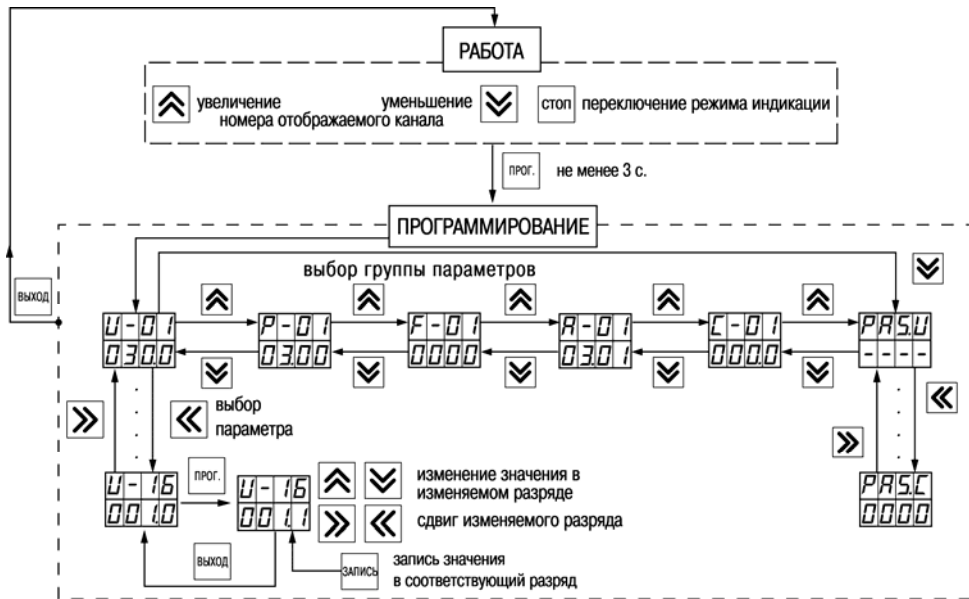 РАБОТА
увеличение уменьшение СТОП переключение режима индикации
номера отображаемого канала
ПРОГ. не менее 3 с.
ПРОГРАММИРОВАНИЕ
выбор группы параметров
ВЫХОД
U-01 P-01 F-01 A-01 C-01 PAS.U
030.0 03.00 0000 03.01 000.0 ----
выбор
параметра
ПРОГ.
U-16 U-16 PAS.C
001.0 001.1 0000
изменение значения в
изменяемом разряде
сдвиг изменяемого разряда
ВЫХОД
ЗАПИСЬ запись значения
в соответствующий разряд